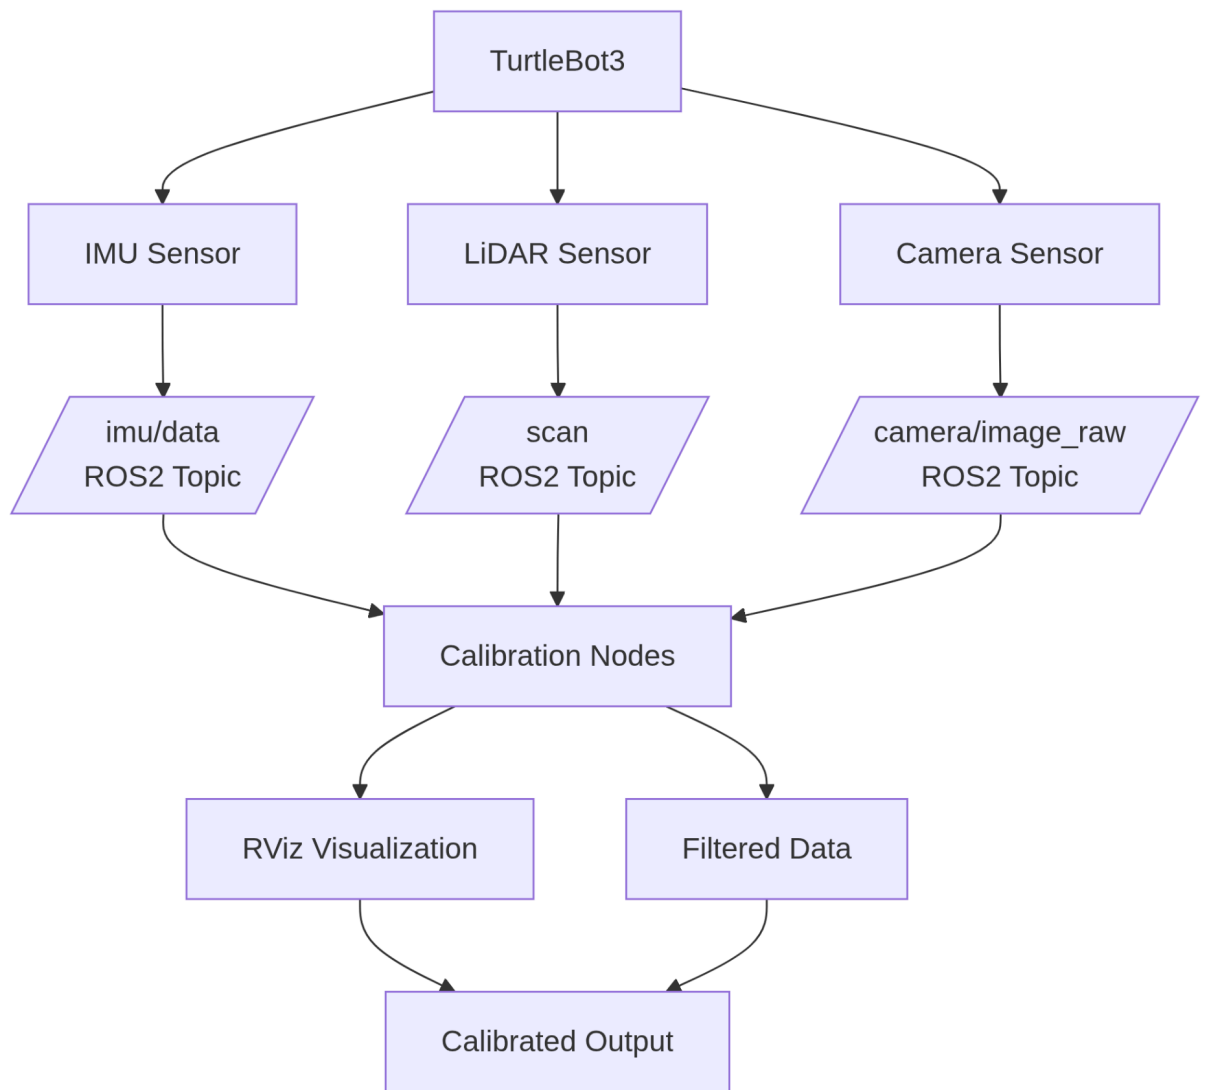 TurtleBot3
IMU Sensor
LiDAR Sensor
Camera Sensor
imu/data
ROS2 Topic
scan
ROS2 Topic
camera/image_raw
ROS2 Topic
Calibration Nodes
RViz Visualization
Filtered Data
Calibrated Output